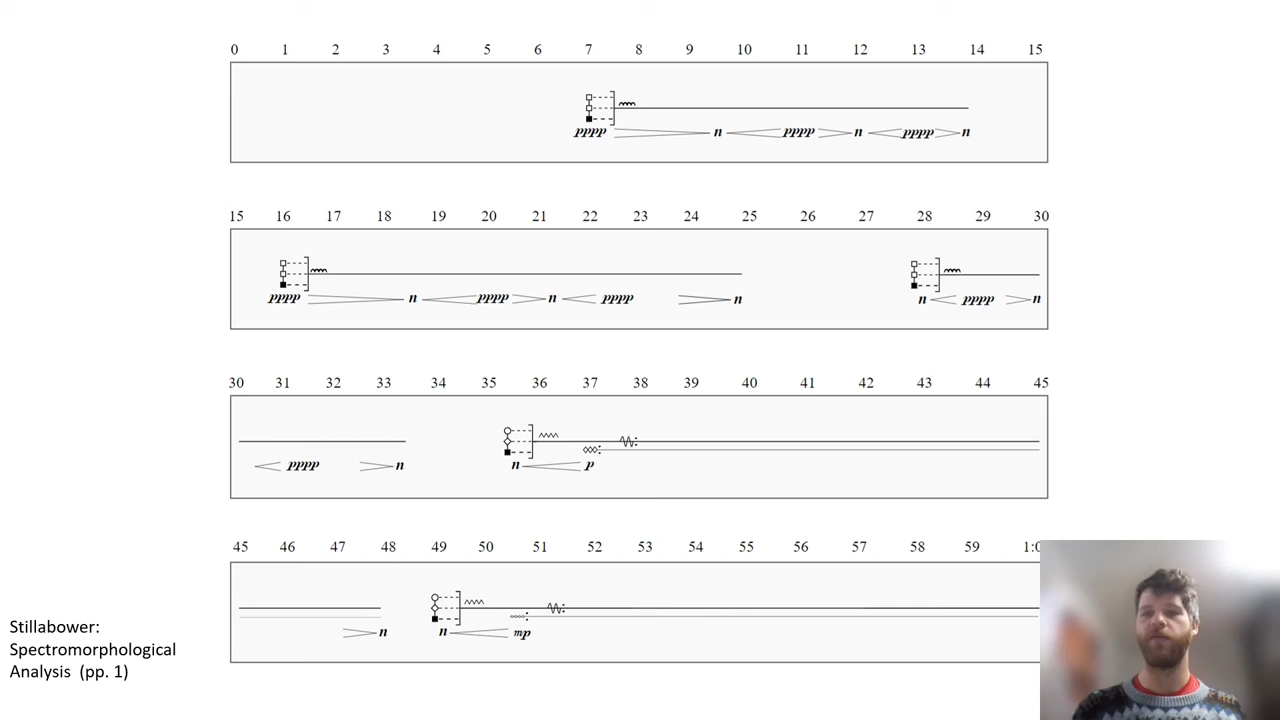 0 1 2 3 4 5 6 7 8 9 10 11 12 13 14 15
pppp n pppp n pppp n
15 16 17 18 19 20 21 22 23 24 26 27 28 29 30
pppp n pppp n pppp n n pppp n
30 31 32 33 34 35 36 37 38 39 40 41 42 43 44 45
pppp n n p
45 46 47 48 49 50 51 52 53 54 55 56 57 58 59
n n mp
Stillabower:
Spectromorphological
Analysis (pp. 1)